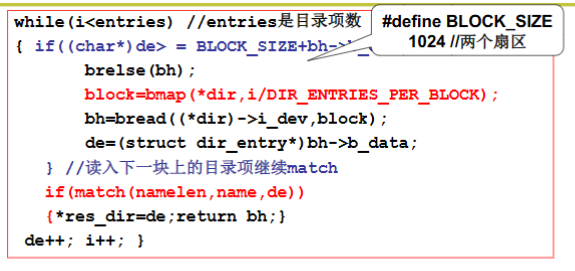 while(i<entries) //entries是目录项数
#define BLOCK_SIZE
1024 //两个扇区
{ if((char*)de> = BLOCK_SIZE+bh->
brelse(bh);
block=bmap(*dir,i/DIR_ENTRIES_PER_BLOCK);
bh=bread((*dir)->i_dev,block);
de=(struct dir_entry*)bh->b_data;
} //读入下一块上的目录项继续match
if(match(namelen,name,de))
{*res_dir=de;return bh;}
de++; i++; }